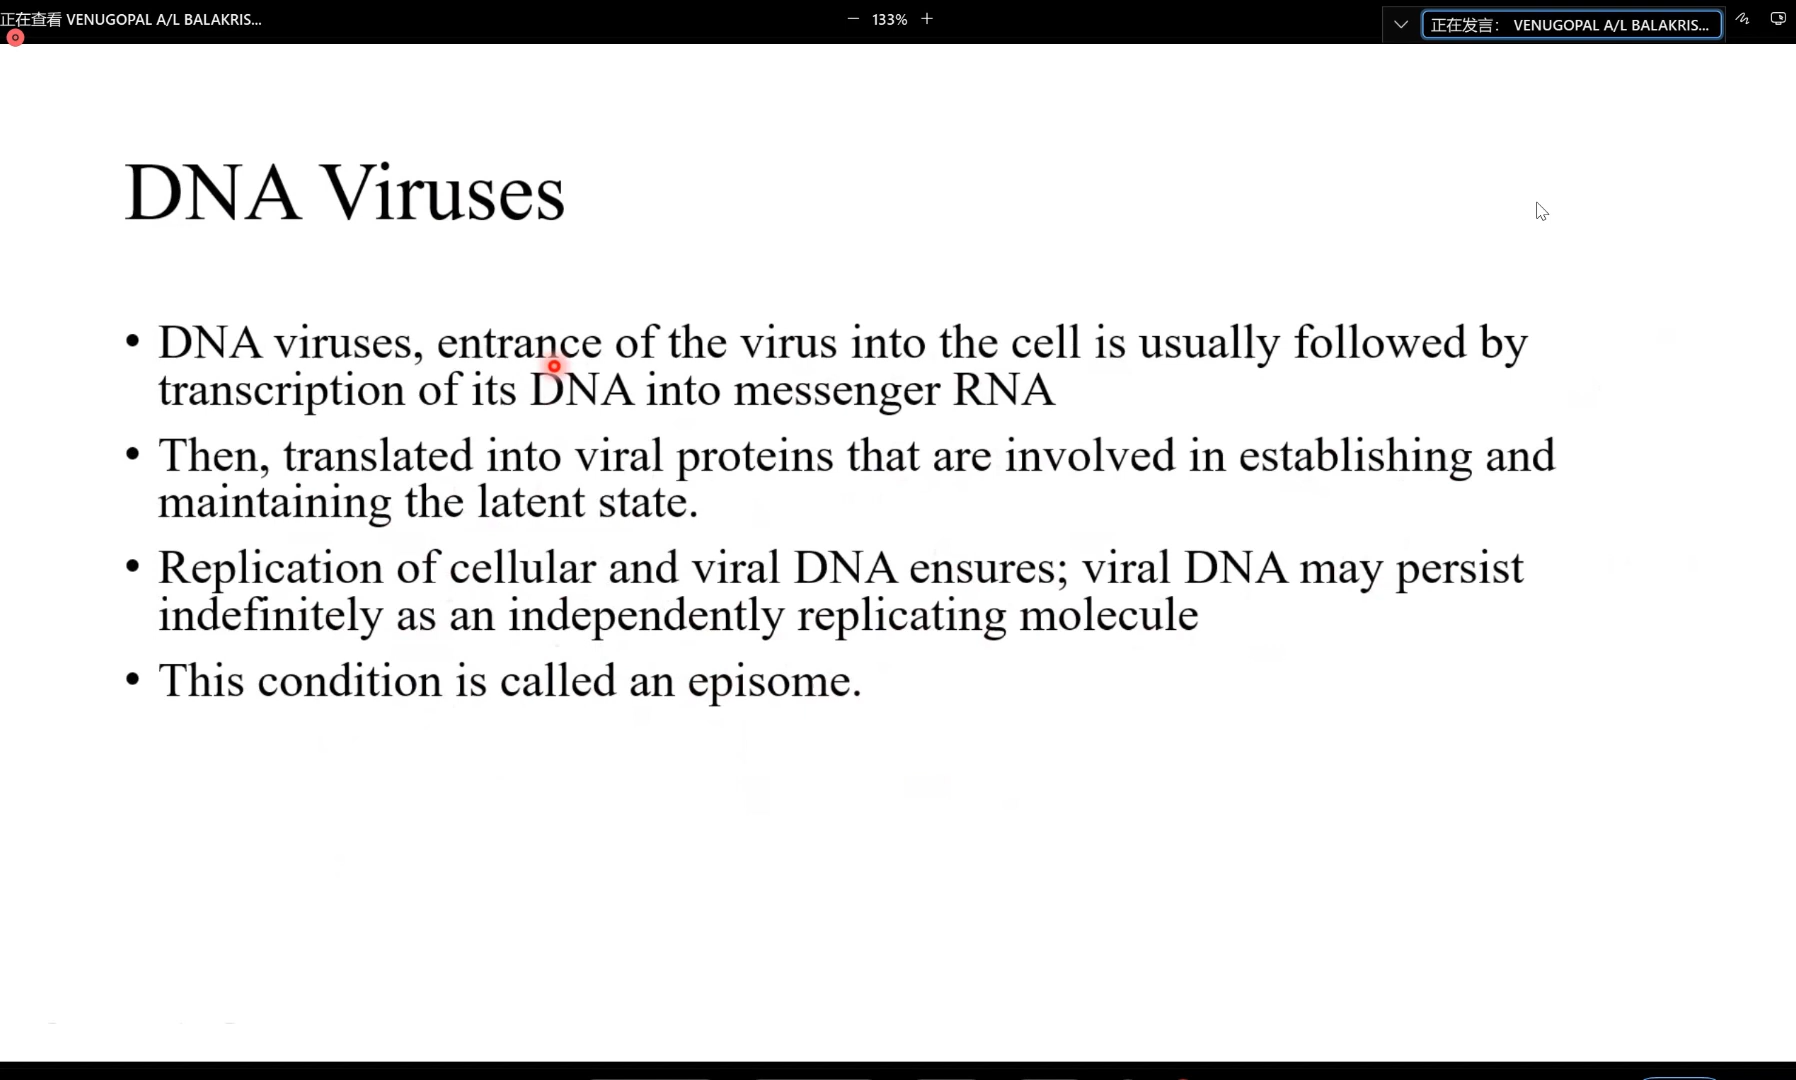 正在查看 VENUGOPAL A/L BALAKRIS...
133%
正在发言： VENUGOPAL A/L BALAKRIS...
DNA Viruses
• DNA viruses, entrance of the virus into the cell is usually followed by
transcription of its DNA into messenger RNA
• Then, translated into viral proteins that are involved in establishing and
maintaining the latent state.
• Replication of cellular and viral DNA ensures; viral DNA may persist
indefinitely as an independently replicating molecule
• This condition is called an episome.